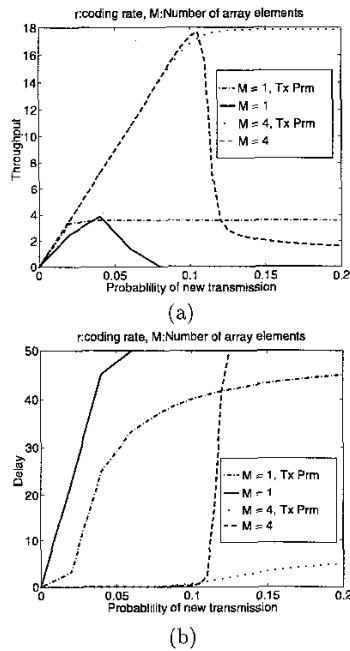 r:coding rate, M:Number of array elements
18
16
14
12
10
8
6
4
2
0
Throughout
M = 1, Tx Prm
M = 1
M = 4, Tx Prm
M = 4
0
0.05
0.1
0.15
0.2
Probability of new transmission
(a)
r:coding rate, M:Number of array elements
50
40
30
20
10
0
Delay
M = 1, Tx Prm
M = 1
M = 4, Tx Prm
M = 4
0
0.05
0.1
0.15
0.2
Probability of new transmission
(b)